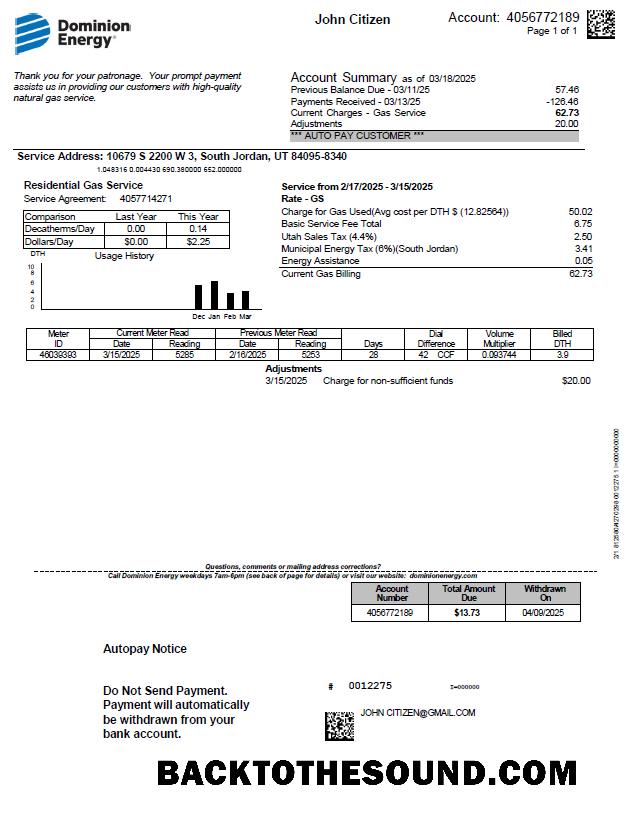 Dominion
Energy®
John Citizen
Account: 4056772189
Page 1 of 1
Thank you for your patronage. Your prompt payment
assists us in providing our customers with high-quality
natural gas service.
Account Summary as of 03/18/2025
Previous Balance Due - 03/11/25 57.46
Payments Received - 03/13/25 -126.46
Current Charges - Gas Service 62.73
Adjustments 20.00
*** AUTO PAY CUSTOMER ***
Service Address: 10679 S 2200 W 3, South Jordan, UT 84095-8340
1.048316 0.004430 690.380000 652.000000
Residential Gas Service
Service Agreement: 4057714271
Comparison Last Year This Year
Decatherms/Day 0.00 0.14
Dollars/Day $0.00 $2.25
DTH Usage History
10
8
6
4
2
0
Dec Jan Feb Mar
Service from 2/17/2025 - 3/15/2025
Rate - GS
Charge for Gas Used(Avg cost per DTH $ (12.82564)) 50.02
Basic Service Fee Total 6.75
Utah Sales Tax (4.4%) 2.50
Municipal Energy Tax (6%)(South Jordan) 3.41
Energy Assistance 0.05
Current Gas Billing 62.73
Meter ID Current Meter Read Previous Meter Read Days Dial Difference Volume Multiplier Billed DTH
Date Reading Date Reading
46039393 3/15/2025 5285 2/16/2025 5253 28 42 CCF 0.093744 3.9
Adjustments
3/15/2025 Charge for non-sufficient funds $20.00
Questions, comments or mailing address corrections?
Call Dominion Energy weekdays 7am-6pm (see back of page for details) or visit our website: dominionenergy.com
Account Number Total Amount Due Withdrawn On
4056772189 $13.73 04/09/2025
Autopay Notice
Do Not Send Payment.
Payment will automatically
be withdrawn from your
bank account.
# 0012275 I=000000
JOHN CITIZEN@GMAIL.COM
BACKTOTHESOUND.COM